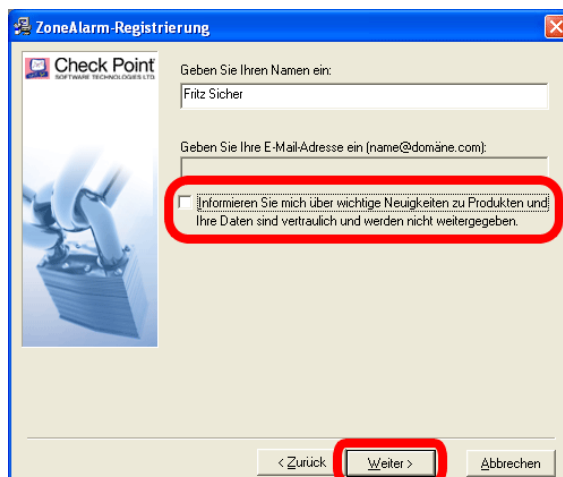 ZoneAlarm-Registrierung
Check Point
SOFTWARE TECHNOLOGIES LTD.
Geben Sie Ihren Namen ein:
Fritz Sicher
Geben Sie Ihre E-Mail-Adresse ein (name@domäne.com):
Informieren Sie mich über wichtige Neuigkeiten zu Produkten und
Ihre Daten sind vertraulich und werden nicht weitergegeben.
< Zurück
Weiter >
Abbrechen